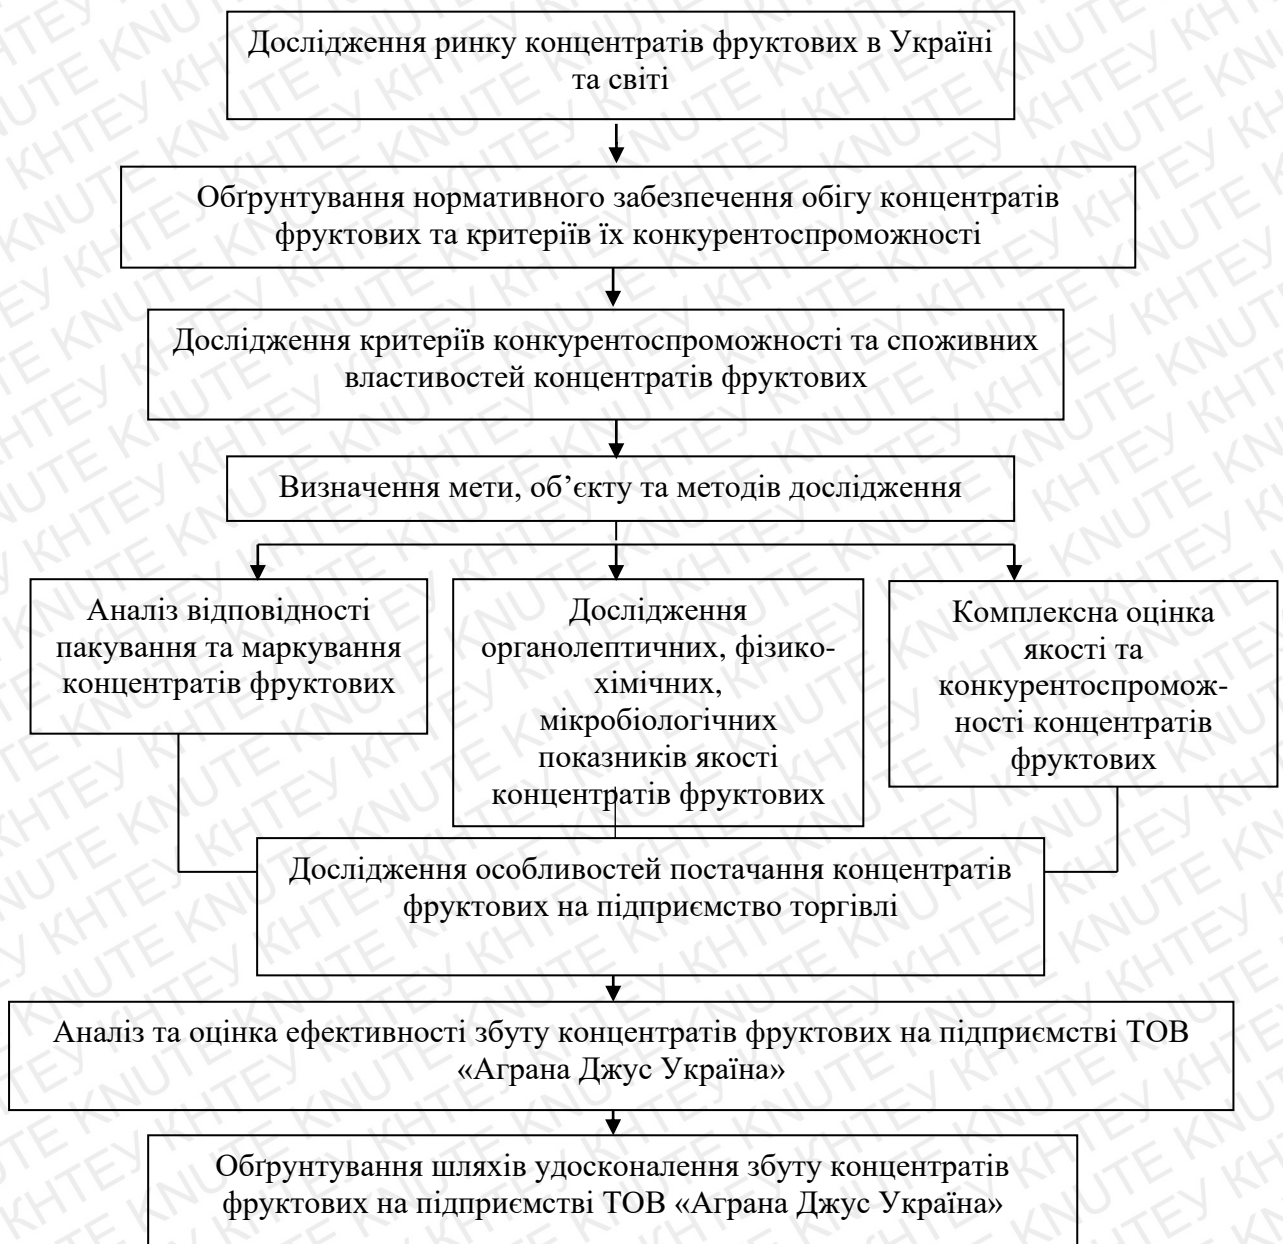 Дослідження ринку концентратів фруктових в Україні
та світі
Обґрунтування нормативного забезпечення обігу концентратів
фруктових та критеріїв їх конкурентоспроможності
Дослідження критеріїв конкурентоспроможності та споживних
властивостей концентратів фруктових
Визначення мети, об’єкту та методів дослідження
Аналіз відповідності
пакування та маркування
концентратів фруктових
Дослідження
органолептичних, фізико-
хімічних,
мікробіологічних
показників якості
концентратів фруктових
Комплексна оцінка
якості та
конкурентоспромож-
ності концентратів
фруктових
Дослідження особливостей постачання концентратів
фруктових на підприємство торгівлі
Аналіз та оцінка ефективності збуту концентратів фруктових на підприємстві ТОВ
«Аграна Джус Україна»
Обґрунтування шляхів удосконалення збуту концентратів
фруктових на підприємстві ТОВ «Аграна Джус Україна»